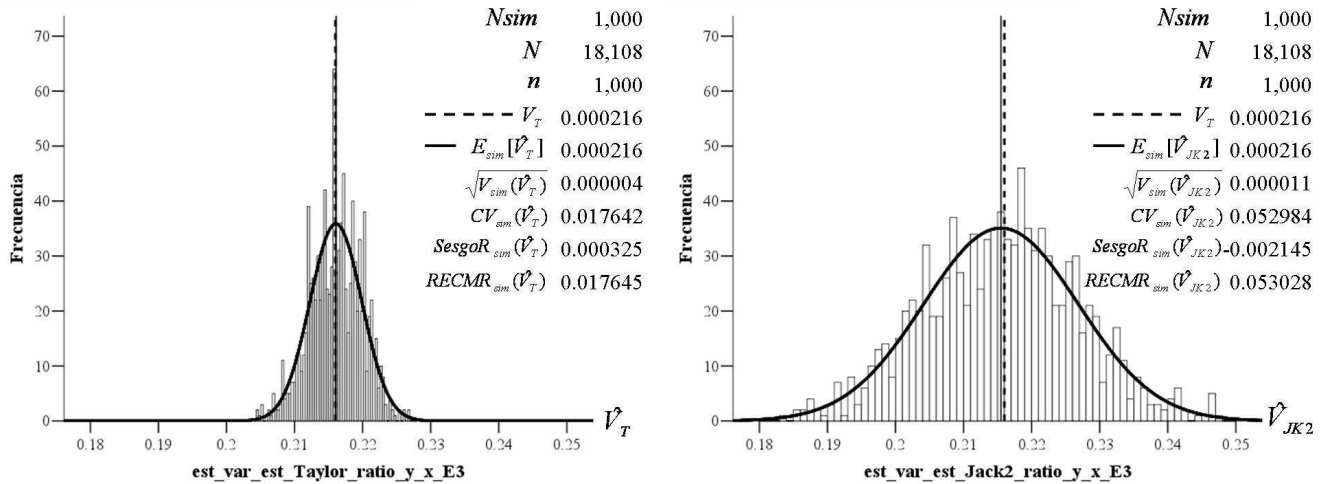 Nsim 1,000
N 18,108
n 1,000
V_T 0.000216
E_sim[V̂_T] 0.000216
√V_sim(V̂_T) 0.000004
CV_sim(V̂_T) 0.017642
SesgoR_sim(V̂_T) 0.000325
RECMR_sim(V̂_T) 0.017645
Frecuencia
70
60
50
40
30
20
10
0
0.18 0.19 0.2 0.21 0.22 0.23 0.24 0.25
V̂_T
est_var_est_Taylor_ratio_y_x_E3
Nsim 1,000
N 18,108
n 1,000
V_T 0.000216
E_sim[V̂_JK2] 0.000216
√V_sim(V̂_JK2) 0.000011
CV_sim(V̂_JK2) 0.052984
SesgoR_sim(V̂_JK2) -0.002145
RECMR_sim(V̂_JK2) 0.053028
Frecuencia
70
60
50
40
30
20
10
0
0.18 0.19 0.2 0.21 0.22 0.23 0.24 0.25
V̂_JK2
est_var_est_Jack2_ratio_y_x_E3